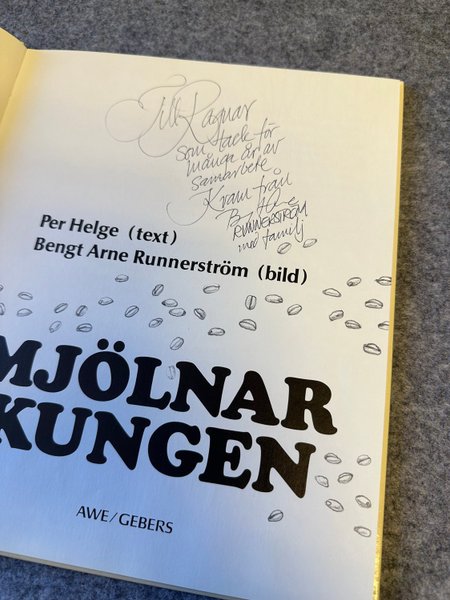 Till Ragnar
som tack för
många år av
samarbete
Kram från
RUNNERSTRÖM
med familj
Per Helge (text)
Bengt Arne Runnerström (bild)
MJÖLNAR
KUNGEN
AWE/GEBERS